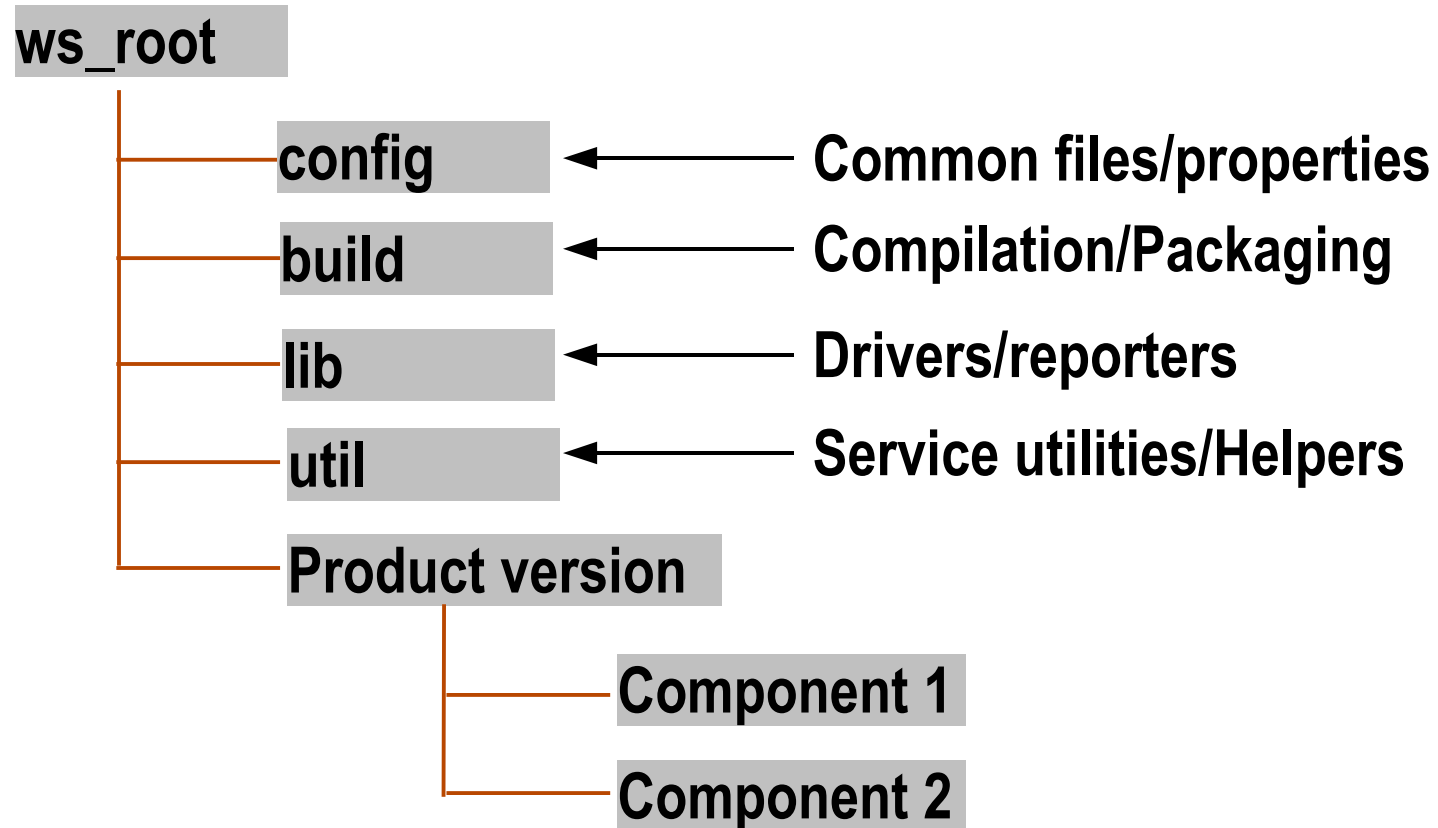 ws_root
config
Common files/properties
build
Compilation/Packaging
lib
Drivers/reporters
util
Service utilities/Helpers
Product version
Component 1
Component 2